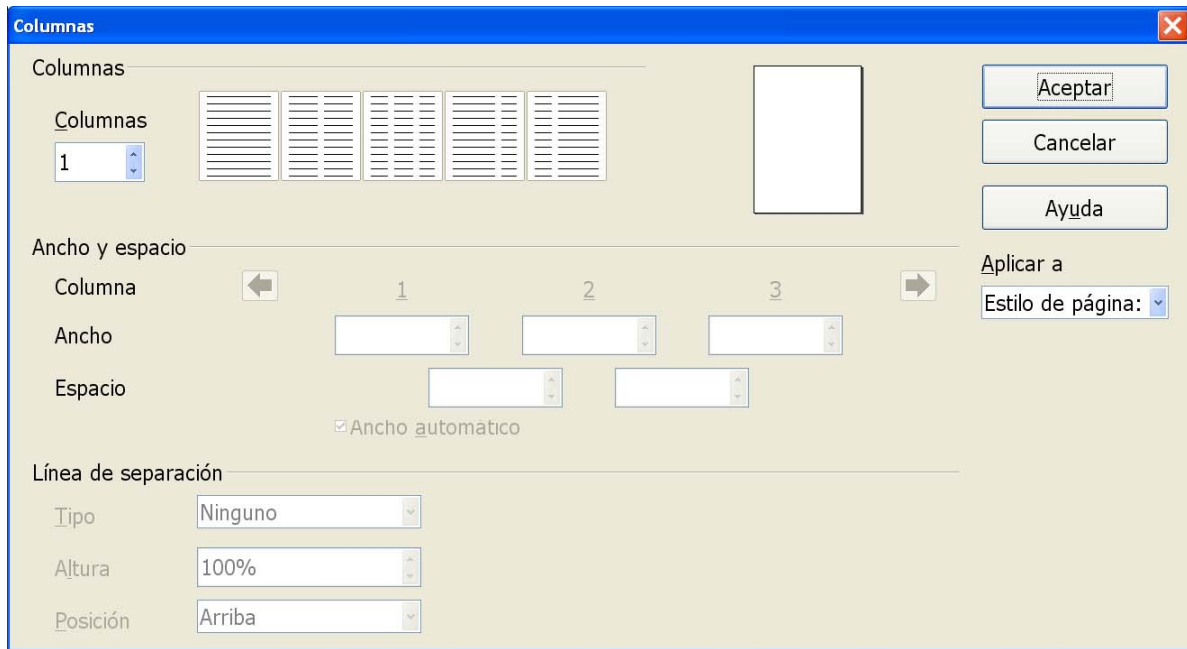 Columnas
Columnas
Columnas
1
Aceptar
Cancelar
Ayuda
Aplicar a
Estilo de página:
Ancho y espacio
Columna 1 2 3
Ancho
Espacio
Ancho automático
Línea de separación
Tipo Ninguno
Altura 100%
Posición Arriba